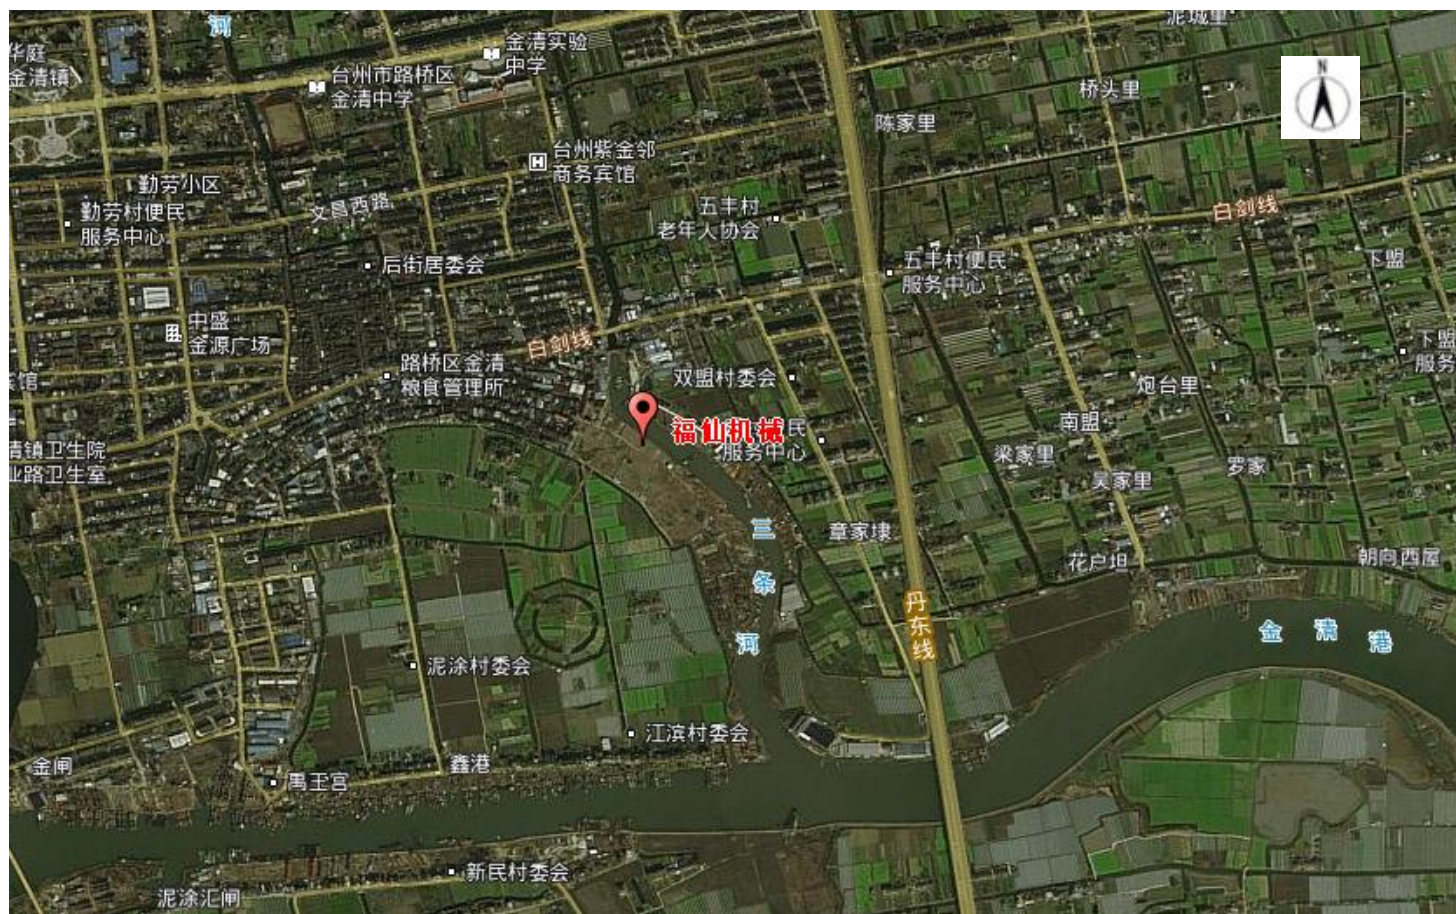 河
泥城里
华庭
金清镇
金清实验
中学
台州市路桥区
金清中学
N
桥头里
陈家里
台州紫金邻
商务宾馆
勤劳小区
文昌西路
勤劳村便民
服务中心
五丰村
老年人协会
白剑线
后街居委会
五丰村便民
服务中心
下盟
中盛
金源广场
白剑线
路桥区金清
粮食管理所
双盟村委会
下盟
服务
宾馆
炮台里
福仙机械
民
服务中心
南盟
清镇卫生院
业路卫生室
梁家里
吴家里
罗家
三条河
章家埭
花户坦
朝向西屋
丹东线
金清港
泥涂村委会
江滨村委会
金闸
禹王宫
鑫港
新民村委会
泥涂汇闸